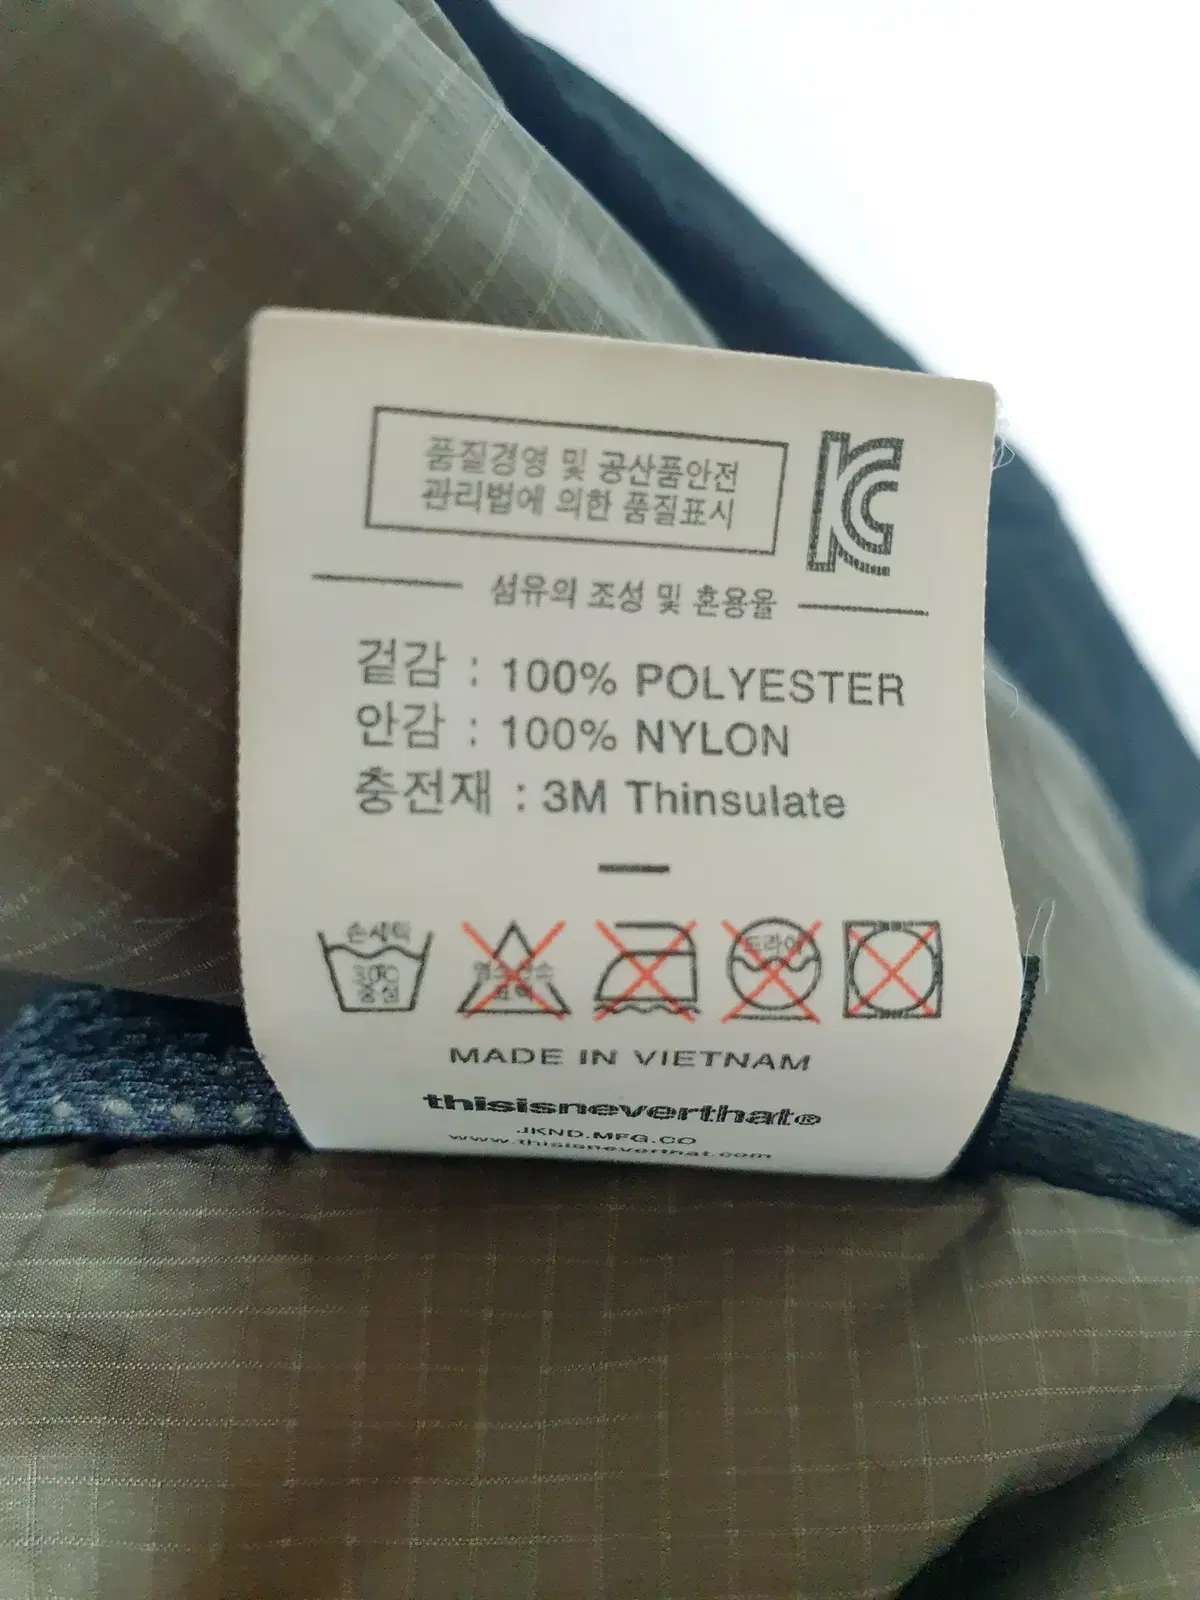 품질경영 및 공산품안전
관리법에 의한 품질표시
섬유의 조성 및 혼용율
겉감 : 100% POLYESTER
안감 : 100% NYLON
충전재 : 3M Thinsulate
손세탁
30℃
중성
드라이
MADE IN VIETNAM
thisisneverthat®
JKND.MFG.CO
www.thisisneverthat.com